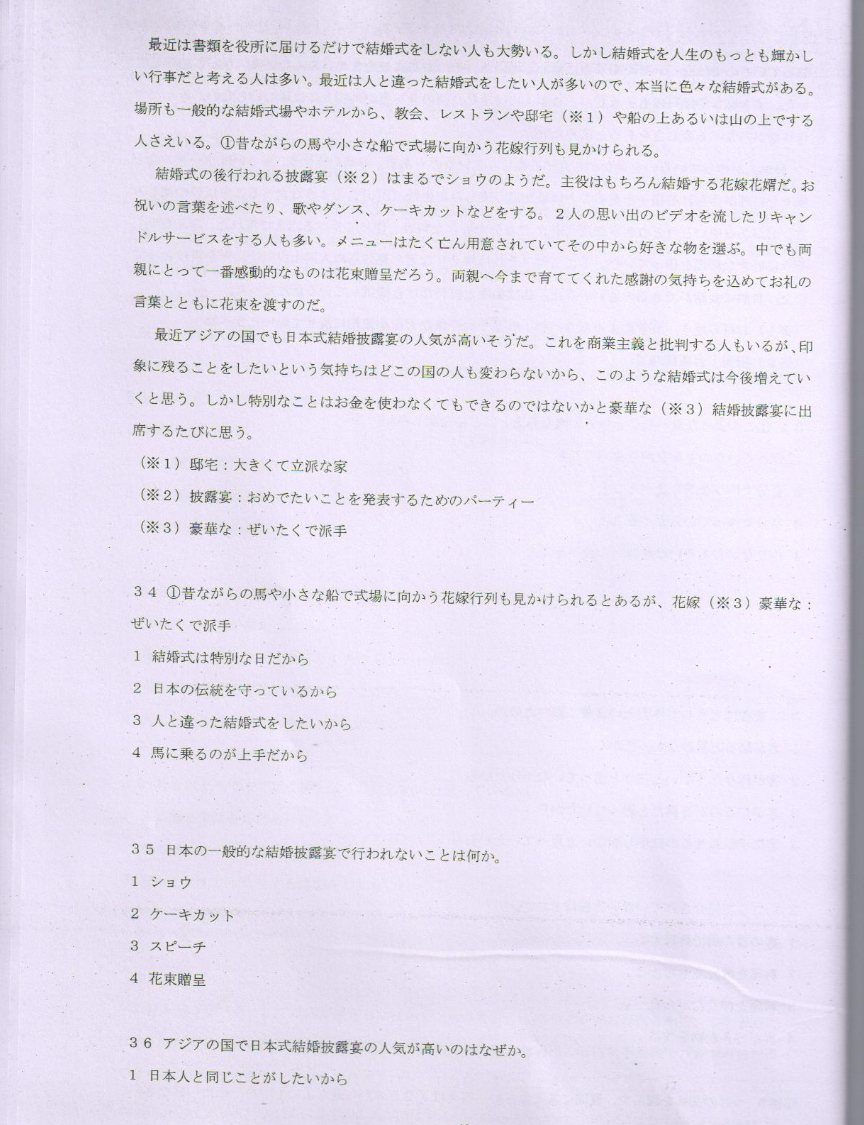 最近は書類を役所に届けるだけで結婚式をしない人も大勢いる。しかし結婚式を人生のもっとも輝かし
い行事だと考える人は多い。最近は人と違った結婚式をしたい人が多いので、本当に色々な結婚式がある。
場所も一般的な結婚式場やホテルから、教会、レストランや邸宅（※１）や船の上あるいは山の上でする
人さえいる。①昔ながらの馬や小さな船で式場に向かう花嫁行列も見かけられる。
結婚式の後行われる披露宴（※２）はまるでショウのようだ。主役はもちろん結婚する花嫁花婿だ。お
祝いの言葉を述べたり、歌やダンス、ケーキカットなどをする。２人の思い出のビデオを流したリキャン
ドルサービスをする人も多い。メニューはたく亡ん用意されていてその中から好きな物を選ぶ。中でも両
親にとって一番感動的なものは花束贈呈だろう。両親へ今まで育ててくれた感謝の気持ちを込めてお礼の
言葉とともに花束を渡すのだ。
最近アジアの国でも日本式結婚披露宴の人気が高いそうだ。これを商業主義と批判する人もいるが、印
象に残ることをしたいという気持ちはどこの国の人も変わらないから、このような結婚式は今後増えてい
くと思う。しかし特別なことはお金を使わなくてもできるのではないかと豪華な（※３）結婚披露宴に出
席するたびに思う。
（※１）邸宅：大きくて立派な家
（※２）披露宴：おめでたいことを発表するためのパーティー
（※３）豪華な：ぜいたくで派手
３４ ①昔ながらの馬や小さな船で式場に向かう花嫁行列も見かけられるとあるが、花嫁（※３）豪華な：
ぜいたくで派手
１ 結婚式は特別な日だから
２ 日本の伝統を守っているから
３ 人と違った結婚式をしたいから
４ 馬に乗るのが上手だから
３５ 日本の一般的な結婚披露宴で行われないことは何か。
１ ショウ
２ ケーキカット
３ スピーチ
４ 花束贈呈
３６ アジアの国で日本式結婚披露宴の人気が高いのはなぜか。
１ 日本人と同じことがしたいから